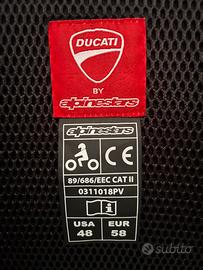 DUCATI
BY
alpinestars
alpinestars
CE
89/686/EEC CAT II
0311018PV
i
USA
EUR
48
58
subito